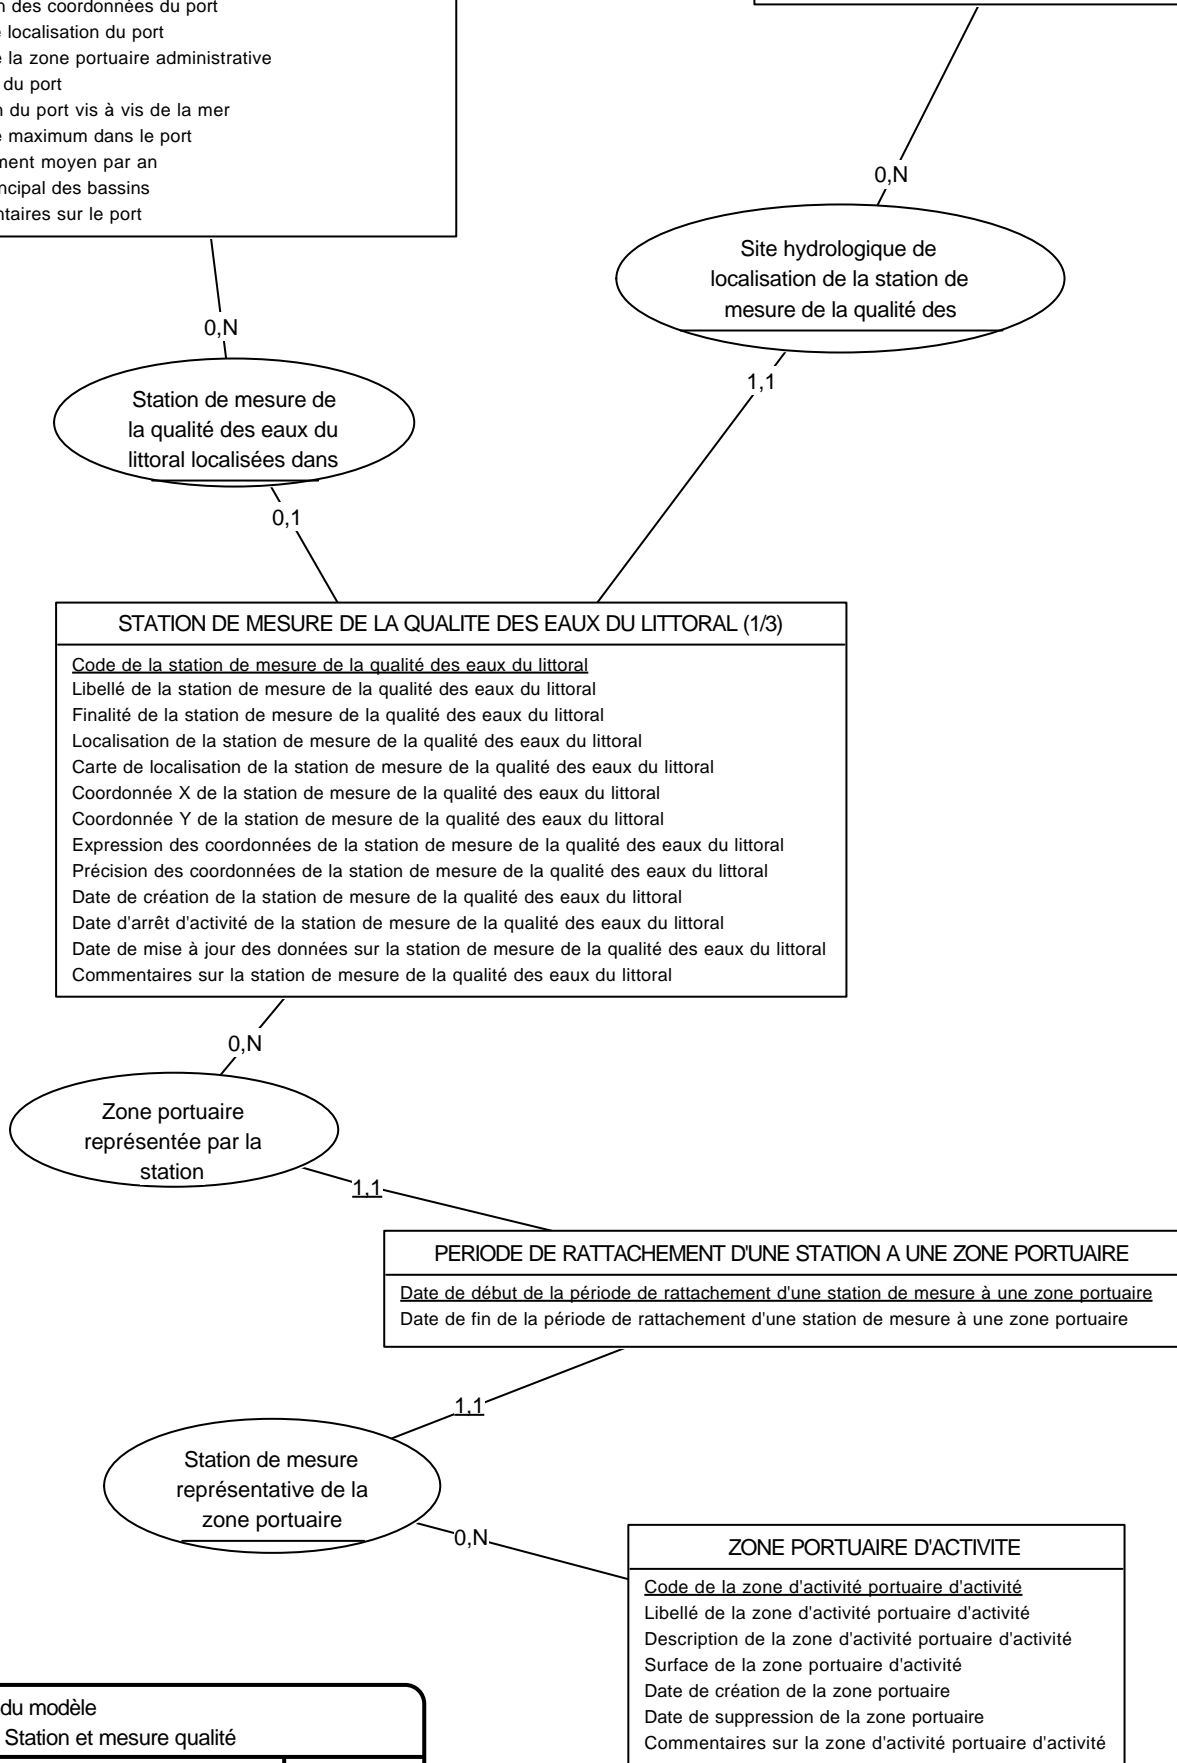 des coordonnées du port
localisation du port
la zone portuaire administrative
du port
du port vis à vis de la mer
maximum dans le port
moyen par an
des bassins
sur le port
0,N
Site hydrologique de
localisation de la station de
mesure de la qualité des
0,N
Station de mesure de
la qualité des eaux du
littoral localisées dans
1,1
0,1
STATION DE MESURE DE LA QUALITE DES EAUX DU LITTORAL (1/3)
Code de la station de mesure de la qualité des eaux du littoral
Libellé de la station de mesure de la qualité des eaux du littoral
Finalité de la station de mesure de la qualité des eaux du littoral
Localisation de la station de mesure de la qualité des eaux du littoral
Carte de localisation de la station de mesure de la qualité des eaux du littoral
Coordonnée X de la station de mesure de la qualité des eaux du littoral
Coordonnée Y de la station de mesure de la qualité des eaux du littoral
Expression des coordonnées de la station de mesure de la qualité des eaux du littoral
Précision des coordonnées de la station de mesure de la qualité des eaux du littoral
Date de création de la station de mesure de la qualité des eaux du littoral
Date d'arrêt d'activité de la station de mesure de la qualité des eaux du littoral
Date de mise à jour des données sur la station de mesure de la qualité des eaux du littoral
Commentaires sur la station de mesure de la qualité des eaux du littoral
0,N
Zone portuaire
représentée par la
station
1,1
PERIODE DE RATTACHEMENT D'UNE STATION A UNE ZONE PORTUAIRE
Date de début de la période de rattachement d'une station de mesure à une zone portuaire
Date de fin de la période de rattachement d'une station de mesure à une zone portuaire
1,1
Station de mesure
représentative de la
zone portuaire
0,N
ZONE PORTUAIRE D'ACTIVITE
Code de la zone d'activité portuaire d'activité
Libellé de la zone d'activité portuaire d'activité
Description de la zone d'activité portuaire d'activité
Surface de la zone portuaire d'activité
Date de création de la zone portuaire
Date de suppression de la zone portuaire
Commentaires sur la zone d'activité portuaire d'activité
du modèle
Station et mesure qualité